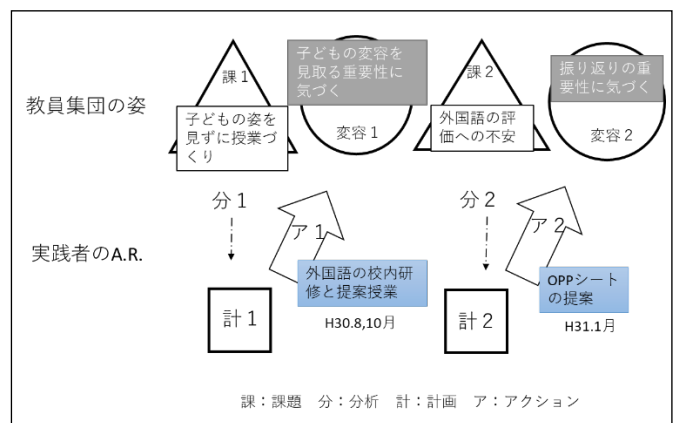 教員集団の姿
課1
子どもの姿を
見ずに授業づ
くり
子どもの変容を
見取る重要性に
気づく
変容1
課2
外国語の評
価への不安
振り返りの重
要性に気づく
変容2
実践者のA.R.
分1
計1
ア1
外国語の校内研
修と提案授業
H30.8,10月
分2
計2
ア2
OPPシート
の提案
H31.1月
課：課題　分：分析　計：計画　ア：アクション